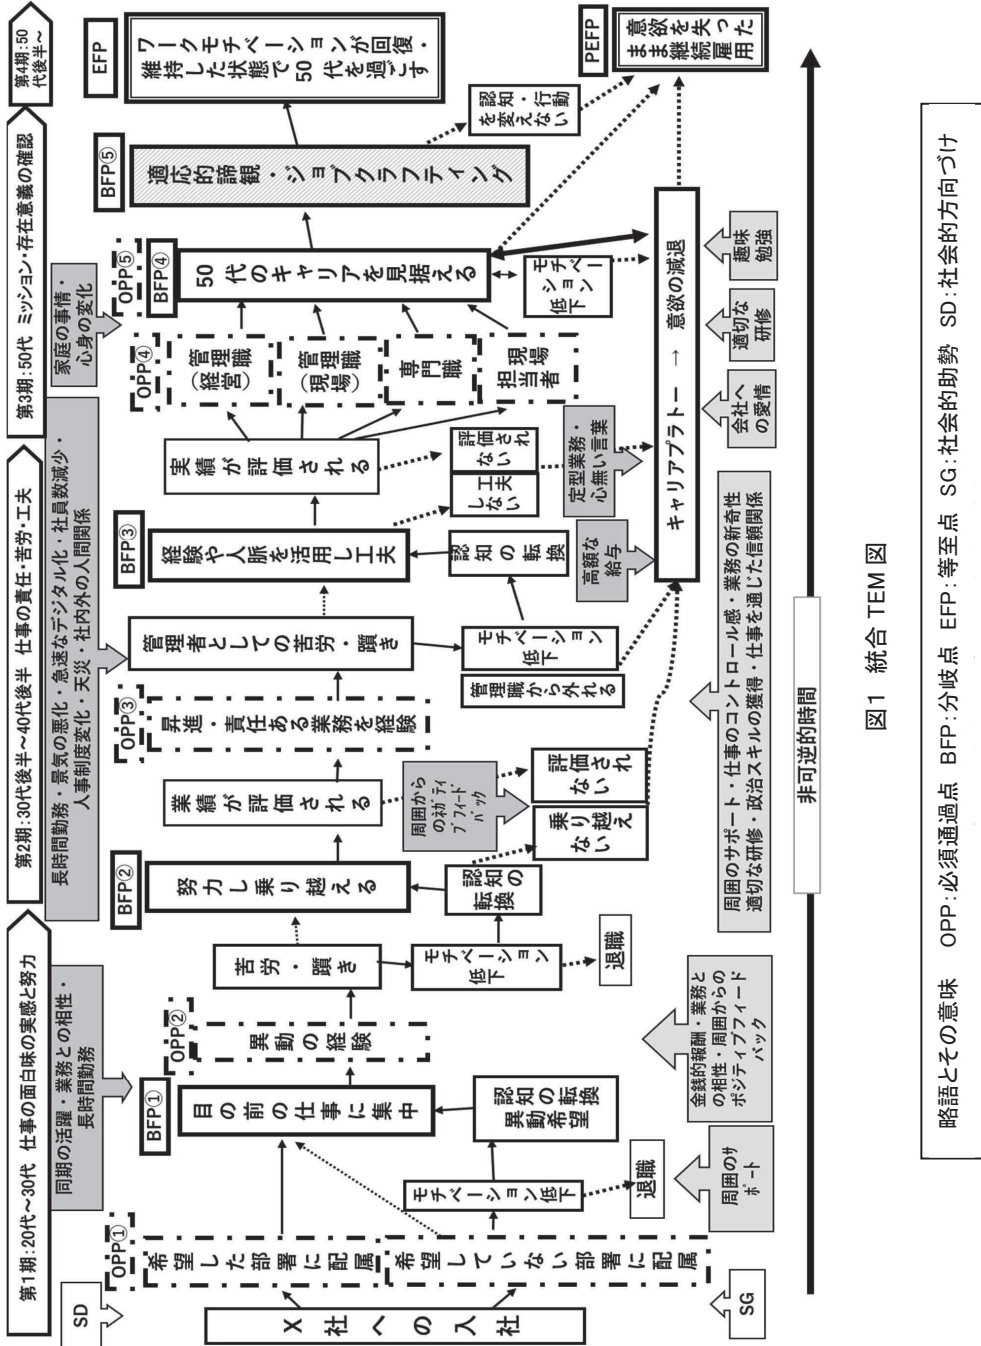 第1期:20代～30代 仕事の面白味の実感と努力
第2期:30代後半～40代後半 仕事の責任・苦労・工夫
第3期:50代 ミッション・存在意義の確認
第4期:50
代後半～
SD
同期の活躍・業務との相性・
長時間勤務
長時間勤務・景気の悪化・急速なデジタル化・社員数減少・
人事制度変化・天災・社内外の人間関係
家庭の事情・
心身の変化
X社への入社
OPP①
希望した部署に配属
希望していない部署に配属
モチベーション低下
退職
認知の転換
異動希望
BFP①
目の前の仕事に集中
OPP②
異動の経験
苦労・躓き
モチベーション
低下
退職
認知の
転換
BFP②
努力し乗り越える
乗り越え
ない
評価され
ない
業績が評価される
周囲から
のネガティ
ブフィード
バック
OPP③
昇進・責任ある業務を経験
管理者としての苦労・躓き
モチベーション
低下
管理職から外れる
認知の転換
BFP③
経験や人脈を活用し工夫
工夫
しない
評価され
ない
実績が評価される
高額な
給与
定型業務・
心無い言葉
OPP④
管理職
(経営)
管理職
(現場)
専門
職
現場
担当者
OPP⑤
BFP④
50代のキャリアを見据える
モチベー
ション
低下
キャリアプラトー → 意欲の減退
BFP⑤
適応的諦観・ジョブクラフティング
認知・行動
を変えない
EFP
ワークモチベーションが回復・
維持した状態で50代を過ごす
PEFP
意欲を失った
まま継続雇
用
SG
周囲のサ
ポート
金銭的報酬・業務と
の相性・周囲からの
ポジティブフィード
バック
周囲のサポート・仕事のコントロール感・業務の新奇性
適切な研修・政治スキルの獲得・仕事を通じた信頼関係
会社へ
の愛情
適切な
研修
趣味
勉強
非可逆的時間
図1 統合TEM図
略語とその意味 OPP:必須通過点 BFP:分岐点 EFP:等至点 SG:社会的助勢 SD:社会的方向づけ